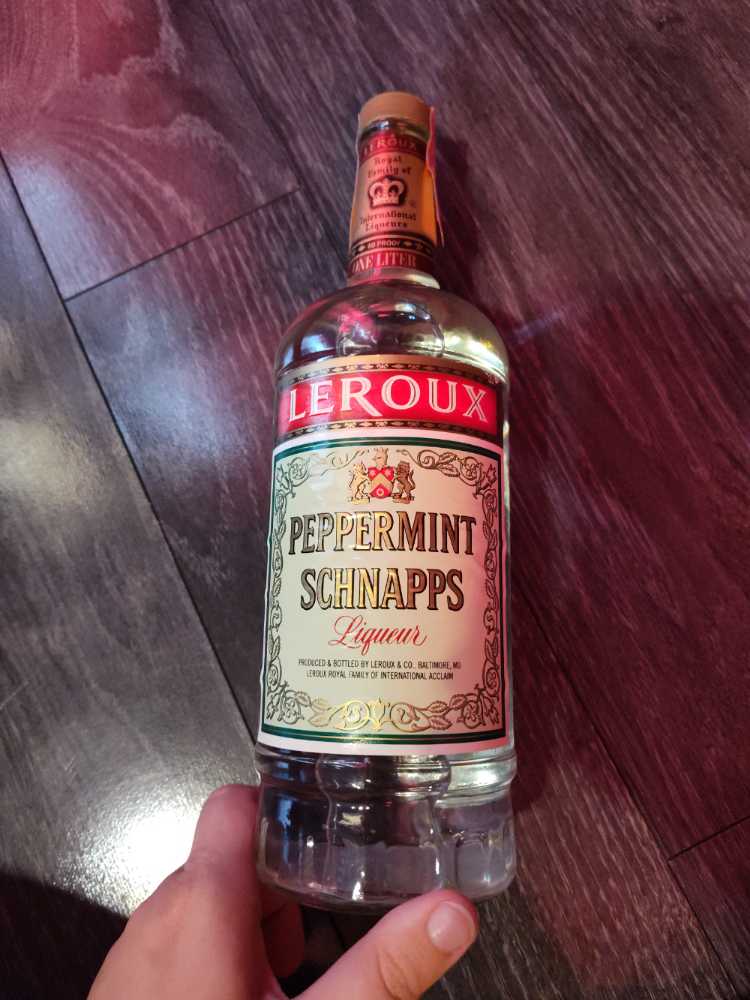 LEROUX
Royal
Family of
International
Liqueurs
60 PROOF
ONE LITER
LEROUX
PEPPERMINT
SCHNAPPS
Liqueur
PRODUCED & BOTTLED BY LEROUX & CO., BALTIMORE, MD
LEROUX ROYAL FAMILY OF INTERNATIONAL ACCLAIM